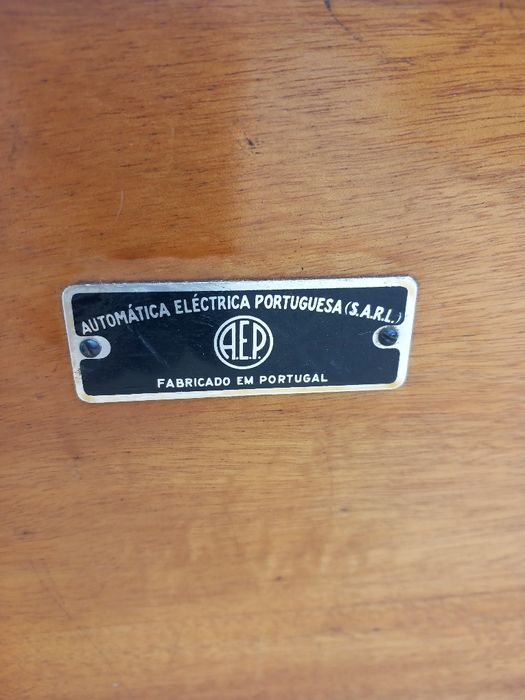 AUTOMÁTICA ELÉCTRICA PORTUGUESA (S.A.R.L.)
A.E.P.
FABRICADO EM PORTUGAL